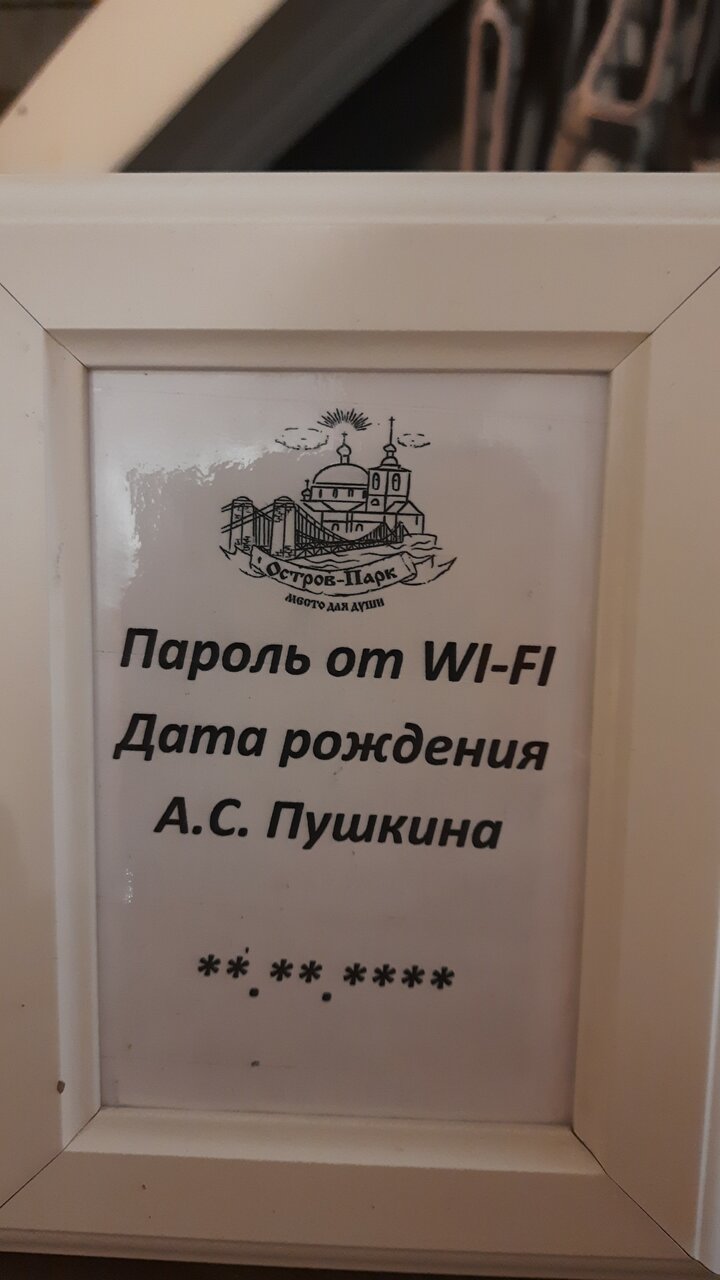 Остров-Парк
место для души
Пароль от WI-FI
Дата рождения
А.С. Пушкина
**.**.****